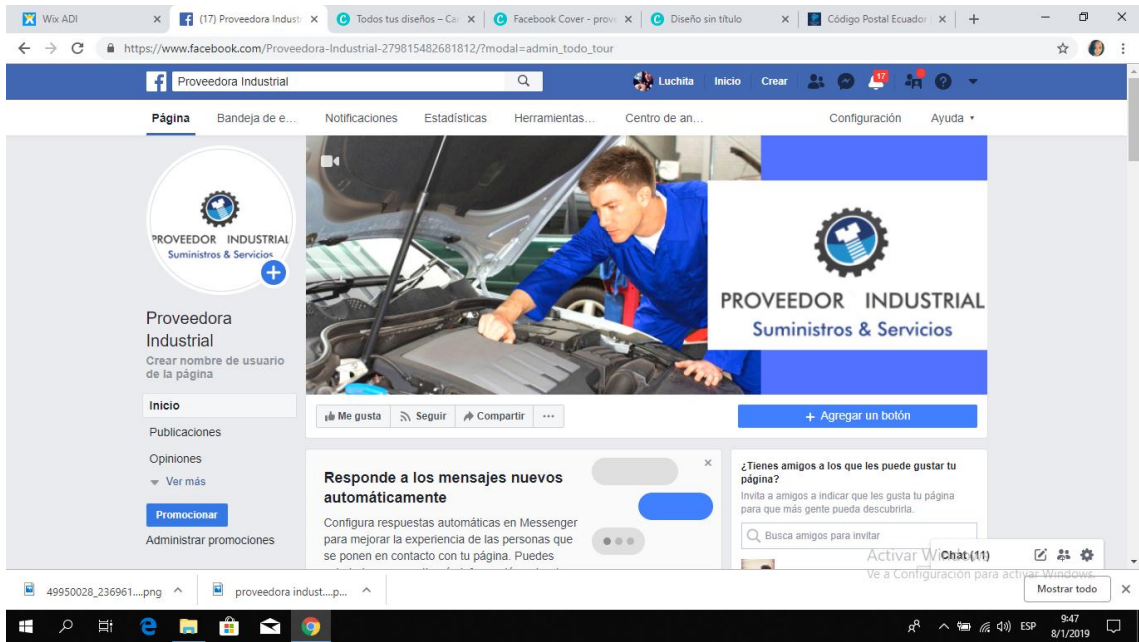 Wix ADI
(17) Proveedora Indust
Todos tus diseños – Ca
Facebook Cover - prov
Diseño sin título
Código Postal Ecuador
https://www.facebook.com/Proveedora-Industrial-279815482681812/?modal=admin_todo_tour
Proveedora Industrial
Luchita
Inicio
Crear
17
Página
Bandeja de e...
Notificaciones
Estadísticas
Herramientas...
Centro de an...
Configuración
Ayuda
PROVEEDOR INDUSTRIAL
Suministros & Servicios
PROVEEDOR INDUSTRIAL
Suministros & Servicios
Proveedora
Industrial
Crear nombre de usuario
de la página
Inicio
Publicaciones
Opiniones
Ver más
Promocionar
Administrar promociones
Me gusta
Seguir
Compartir
+ Agregar un botón
Responde a los mensajes nuevos
automáticamente
Configura respuestas automáticas en Messenger
para mejorar la experiencia de las personas que
se ponen en contacto con tu página. Puedes
¿Tienes amigos a los que les puede gustar tu
página?
Invita a amigos a indicar que les gusta tu página
para que más gente pueda descubrirla.
Busca amigos para invitar
Chat (11)
Activar
Ve a Configuración para activar Windows.
49950028_236961....png
proveedora indust....p...
Mostrar todo
ESP
9:47
8/1/2019